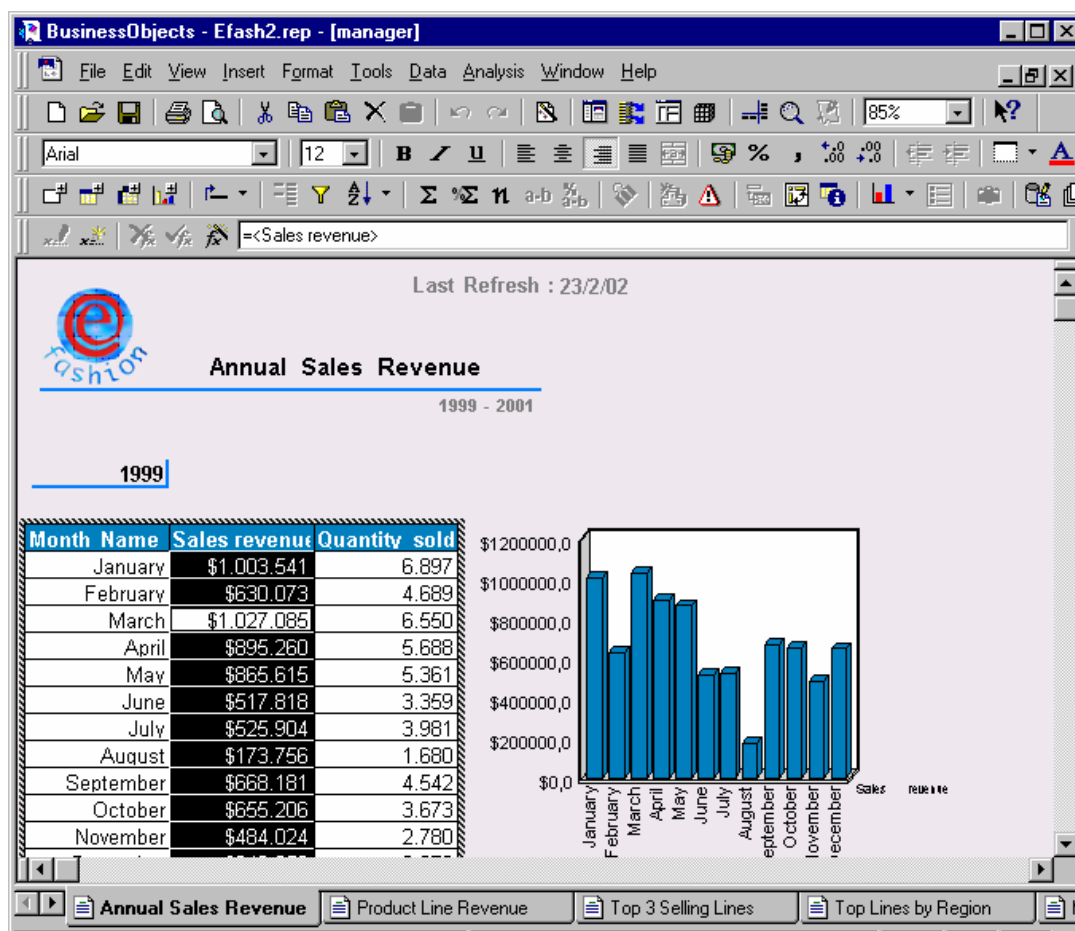 BusinessObjects - Efash2.rep - [manager]
File Edit View Insert Format Tools Data Analysis Window Help
85%
Arial 12 B I U
=<Sales revenue>
Last Refresh : 23/2/02
e fashion
Annual Sales Revenue
1999 - 2001
1999
Month Name Sales revenue Quantity sold
January $1.003.541 6.897
February $630.073 4.689
March $1.027.085 6.550
April $895.260 5.688
May $865.615 5.361
June $517.818 3.359
July $525.904 3.981
August $173.756 1.680
September $668.181 4.542
October $655.206 3.673
November $484.024 2.780
$1200000,0
$1000000,0
$800000,0
$600000,0
$400000,0
$200000,0
$0,0
January
February
March
April
May
June
July
August
eptember
October
lovember
ecember
Sales
Annual Sales Revenue Product Line Revenue Top 3 Selling Lines Top Lines by Region